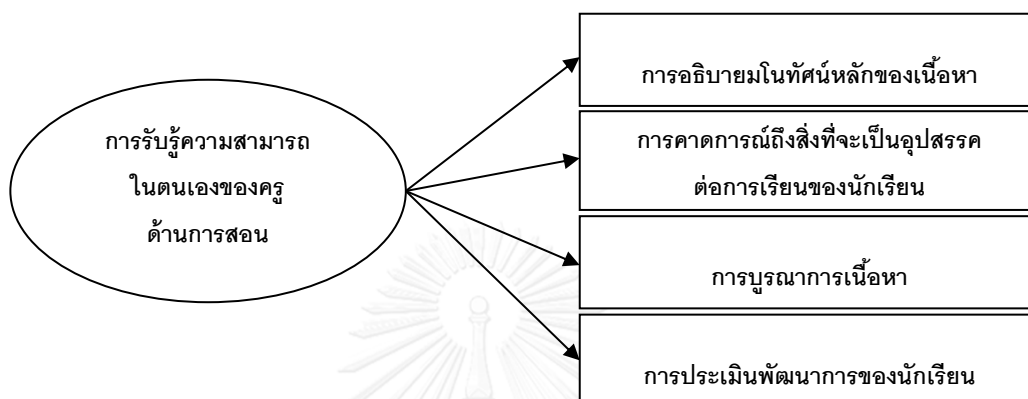 การรับรู้ความสามารถ
ในตนเองของครู
ด้านการสอน
การอธิบายมโนทัศน์หลักของเนื้อหา
การคาดการณ์ถึงสิ่งที่จะเป็นอุปสรรค
ต่อการเรียนของนักเรียน
การบูรณาการเนื้อหา
การประเมินพัฒนาการของนักเรียน